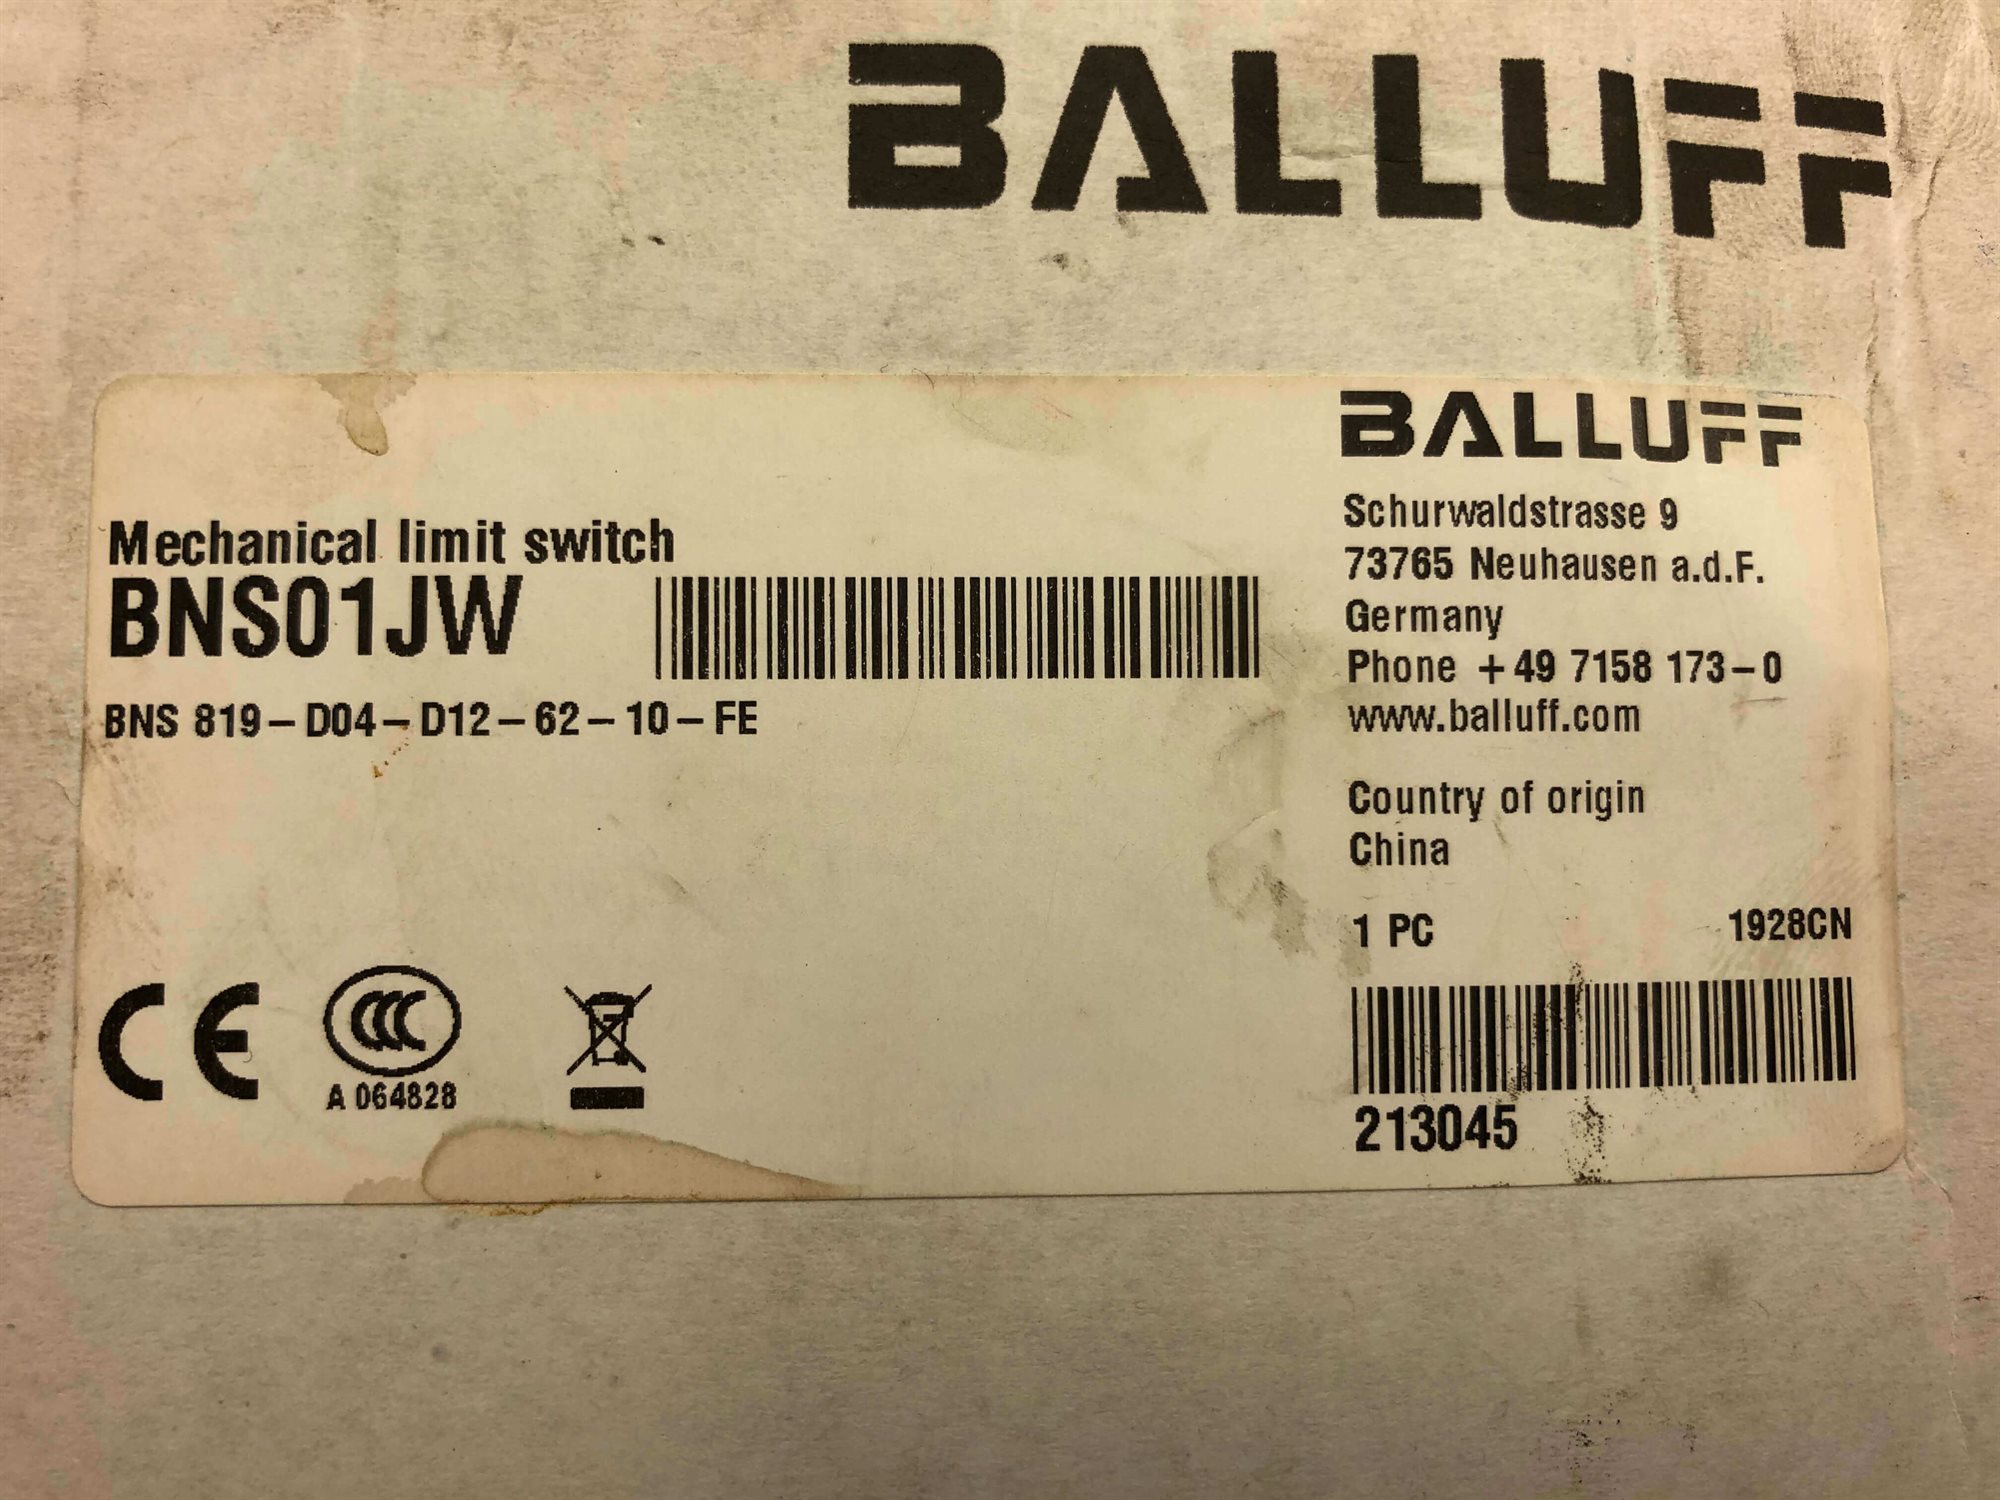 BALLUFF
BALLUFF
Mechanical limit switch
BNS01JW
BNS 819-D04-D12-62-10-FE
Schurwaldstrasse 9
73765 Neuhausen a.d.F.
Germany
Phone +49 7158 173-0
www.balluff.com
Country of origin
China
1 PC 1928CN
213045
CE CCC
A 064828